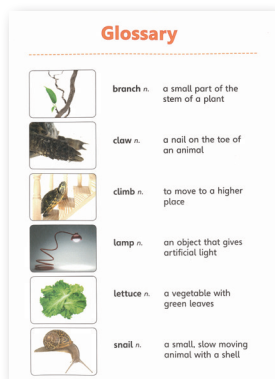 Glossary
branch n. a small part of the
stem of a plant
claw n. a nail on the toe of
an animal
climb n. to move to a higher
place
lamp n. an object that gives
artificial light
lettuce n. a vegetable with
green leaves
snail n. a small, slow moving
animal with a shell